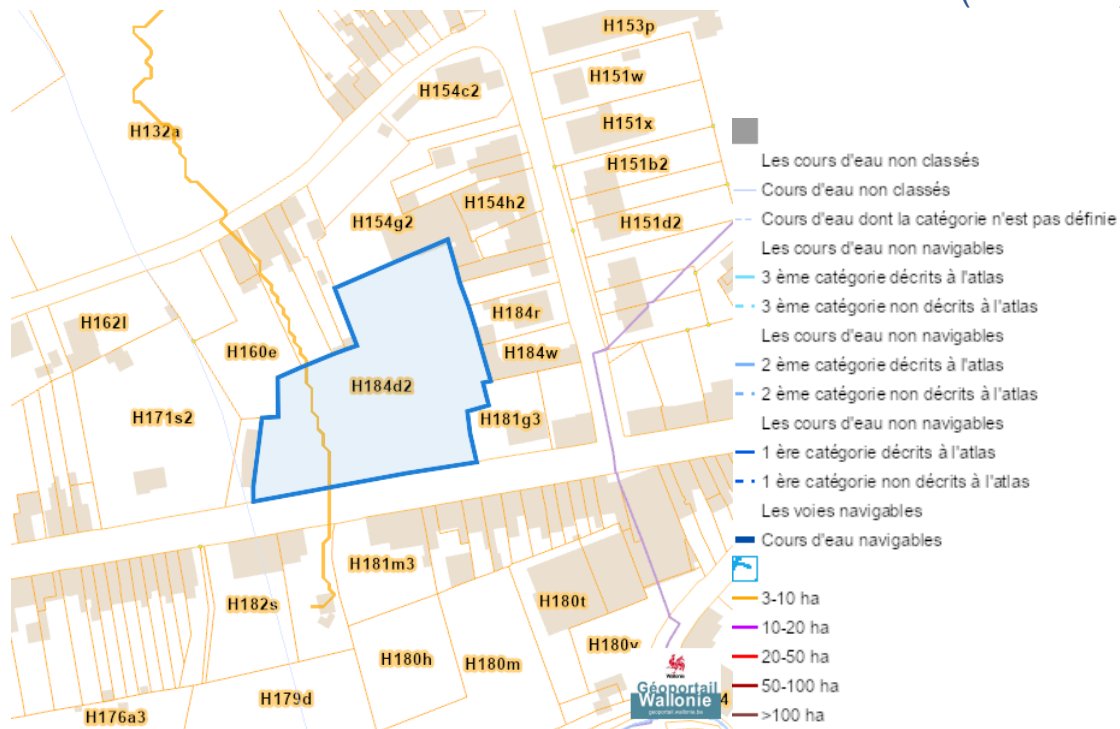 H153p
H151w
H154c2
H151x
H132a
H151b2
H154h2
H154g2
H151d2
H184r
H162l
H160e
H184w
H184d2
H171s2
H181g3
H181m3
H182s
H180t
H180v
H180h
H180m
H179d
H176a3
4
Wallonie
Géoportail
Wallonie
geoportail.wallonie.be
Les cours d'eau non classés
Cours d'eau non classés
Cours d'eau dont la catégorie n'est pas définie
Les cours d'eau non navigables
3 ème catégorie décrits à l'atlas
3 ème catégorie non décrits à l'atlas
Les cours d'eau non navigables
2 ème catégorie décrits à l'atlas
2 ème catégorie non décrits à l'atlas
Les cours d'eau non navigables
1 ère catégorie décrits à l'atlas
1 ère catégorie non décrits à l'atlas
Les voies navigables
Cours d'eau navigables
3-10 ha
10-20 ha
20-50 ha
50-100 ha
>100 ha